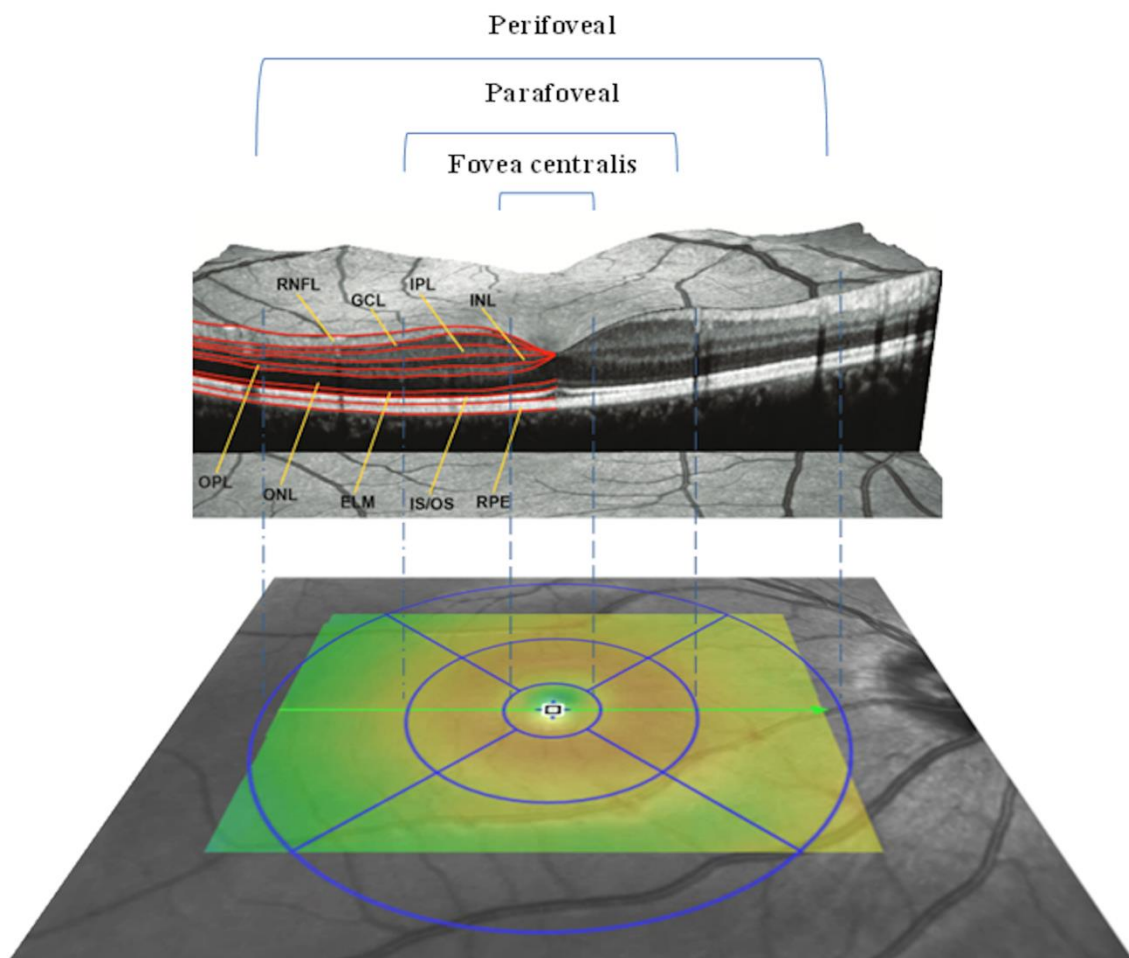 Perifoveal
Parafoveal
Fovea centralis
RNFL
GCL
IPL
INL
OPL
ONL
ELM
IS/OS
RPE